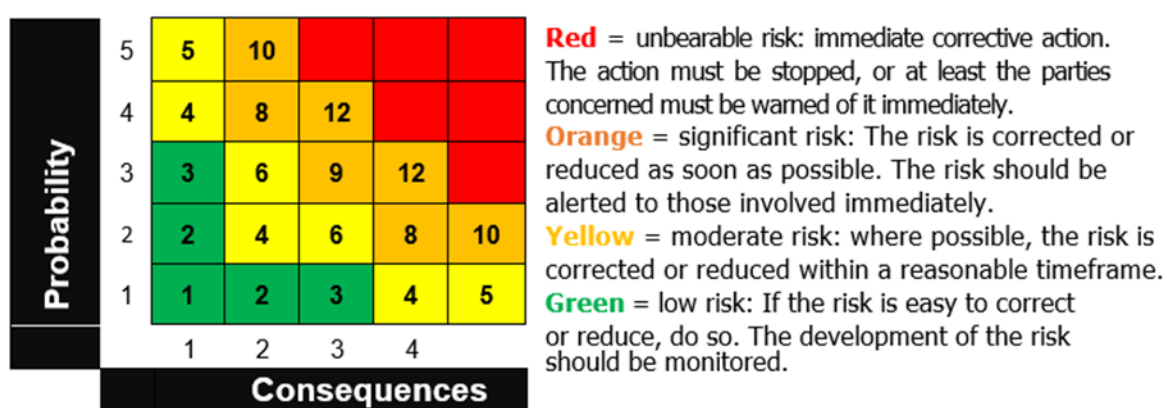 Probability
5 5 10
4 4 8 12
3 3 6 9 12
2 2 4 6 8 10
1 1 2 3 4 5
1 2 3 4
Consequences
Red = unbearable risk: immediate corrective action.
The action must be stopped, or at least the parties
concerned must be warned of it immediately.
Orange = significant risk: The risk is corrected or
reduced as soon as possible. The risk should be
alerted to those involved immediately.
Yellow = moderate risk: where possible, the risk is
corrected or reduced within a reasonable timeframe.
Green = low risk: If the risk is easy to correct
or reduce, do so. The development of the risk
should be monitored.